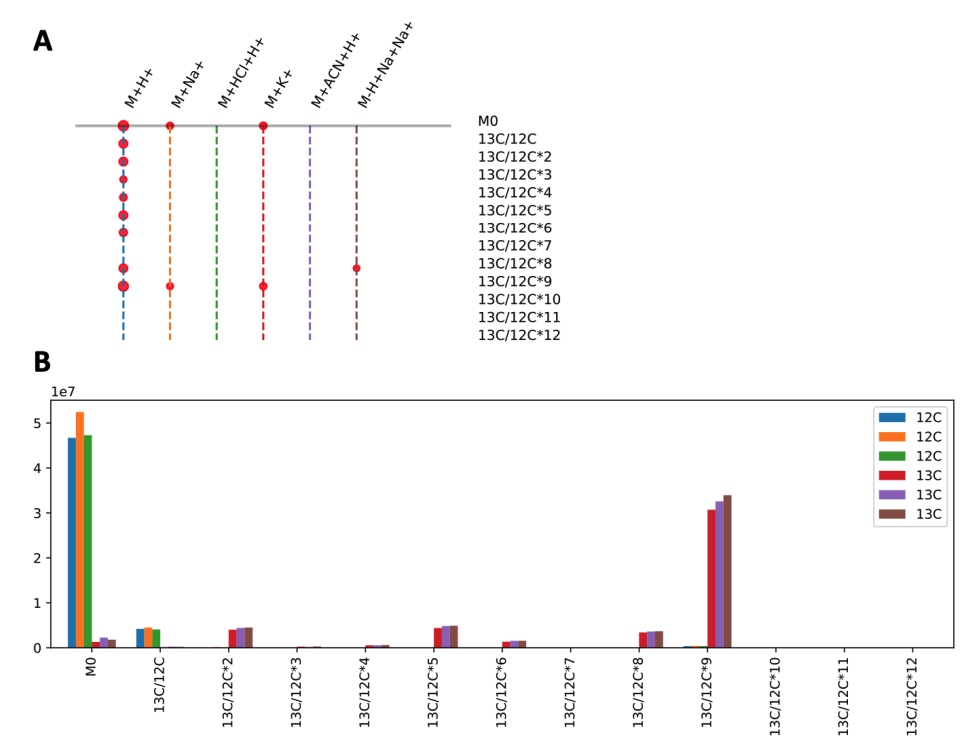 A
M+H+
M+Na+
M+HCl+H+
M+K+
M+ACN+H+
M-H+Na+Na+
M0
13C/12C
13C/12C*2
13C/12C*3
13C/12C*4
13C/12C*5
13C/12C*6
13C/12C*7
13C/12C*8
13C/12C*9
13C/12C*10
13C/12C*11
13C/12C*12
B
1e7
5
4
3
2
1
0
12C
12C
12C
13C
13C
13C
M0
13C/12C
13C/12C*2
13C/12C*3
13C/12C*4
13C/12C*5
13C/12C*6
13C/12C*7
13C/12C*8
13C/12C*9
13C/12C*10
13C/12C*11
13C/12C*12